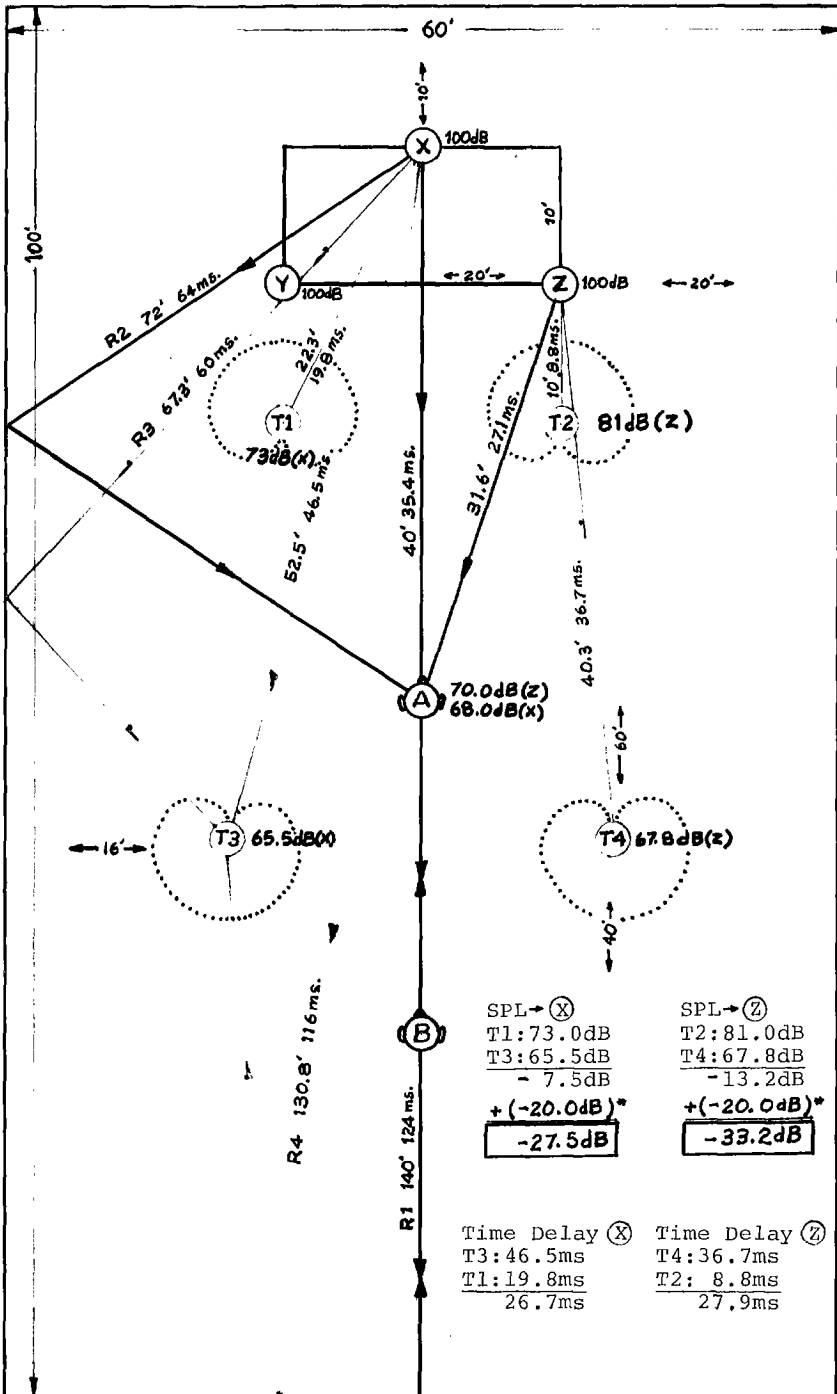 60'
10'
X 100dB
100'
10'
Y 100dB
20'
Z 100dB
20'
R2 72' 64ms.
R3 67.3' 60ms.
22.3' 19.8ms.
10' 8.8ms.
T1
73dB(X)
T2 81dB(Z)
52.5' 46.5ms.
40' 35.4ms.
31.6' 27.1ms.
40.3' 36.7ms.
A 70.0dB(Z)
68.0dB(X)
60'
16'
T3 65.5dB(X)
T4 67.8dB(Z)
40'
B
R4 130.8' 116ms.
R1 140' 124ms.
SPL→Ⓧ
T1:73.0dB
T3:65.5dB
- 7.5dB
+(-20.0dB)*
-27.5dB
SPL→Ⓩ
T2:81.0dB
T4:67.8dB
-13.2dB
+(-20.0dB)*
-33.2dB
Time Delay Ⓧ
T3:46.5ms
T1:19.8ms
26.7ms
Time Delay Ⓩ
T4:36.7ms
T2: 8.8ms
27.9ms